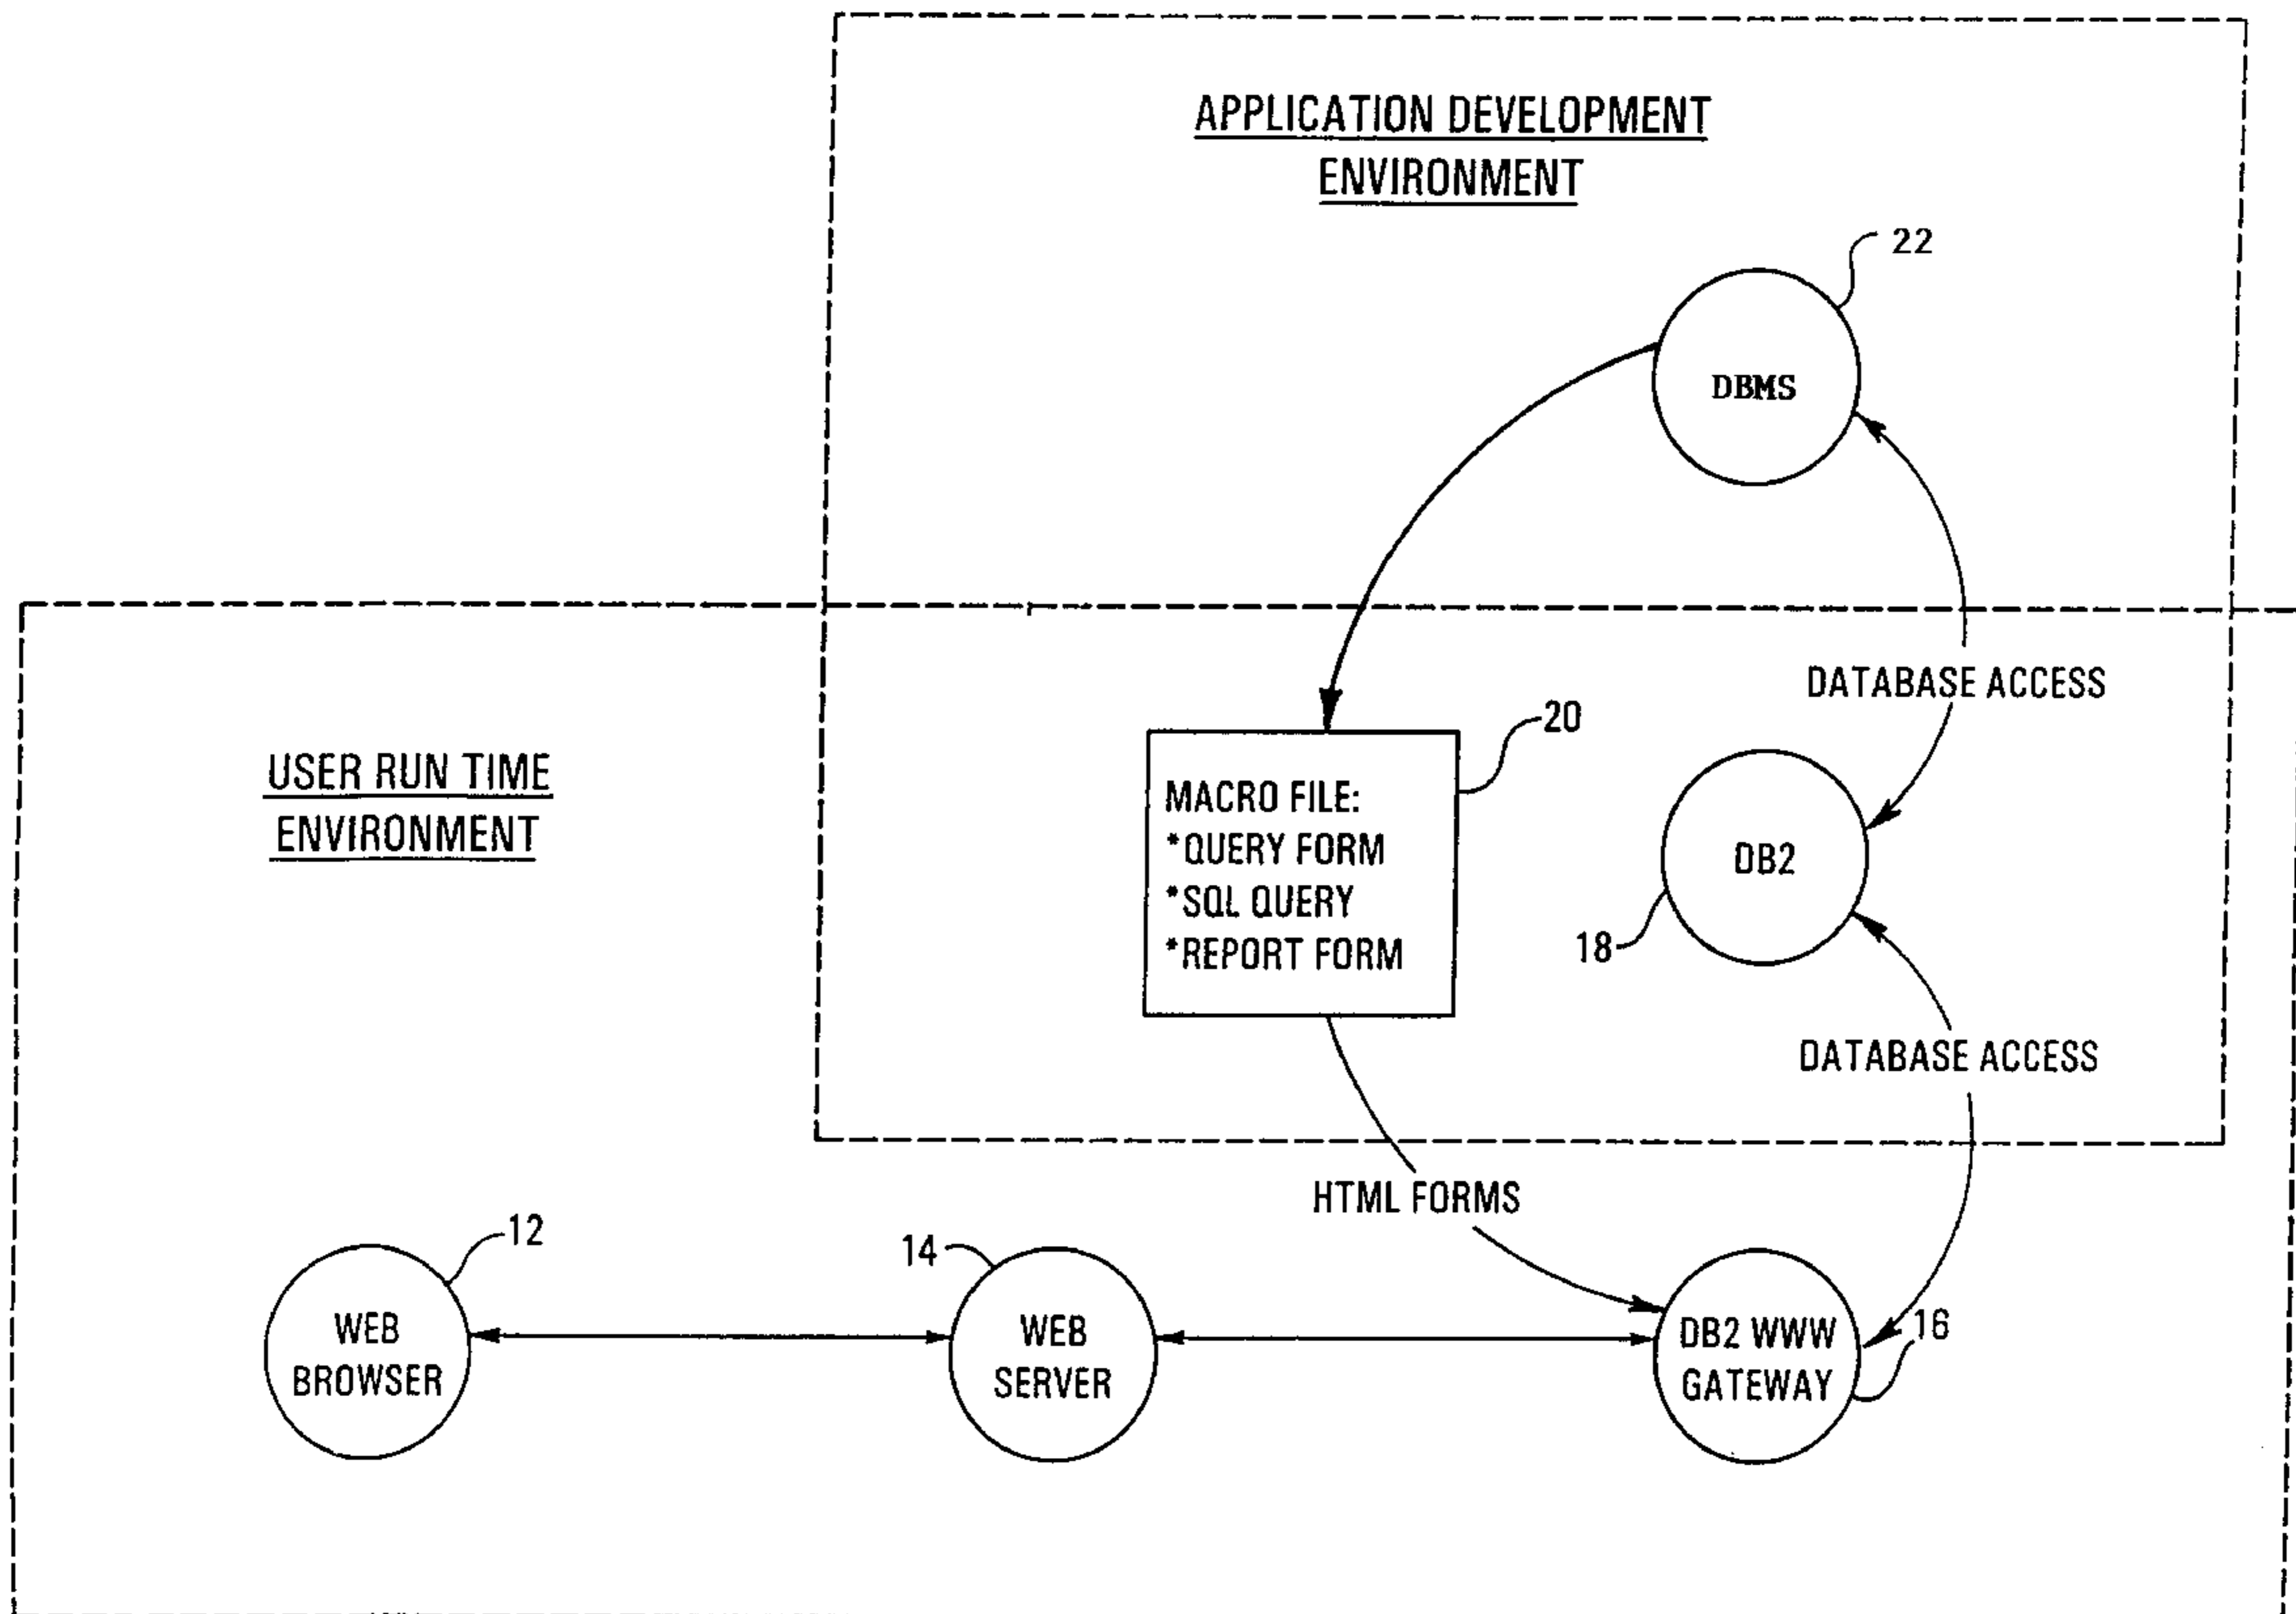 APPLICATION DEVELOPMENT
ENVIRONMENT
22
DBMS
DATABASE ACCESS
20
USER RUN TIME
ENVIRONMENT
MACRO FILE:
*QUERY FORM
*SQL QUERY
*REPORT FORM
DB2
18
DATABASE ACCESS
HTML FORMS
12
14
16
WEB
BROWSER
WEB
SERVER
DB2 WWW
GATEWAY